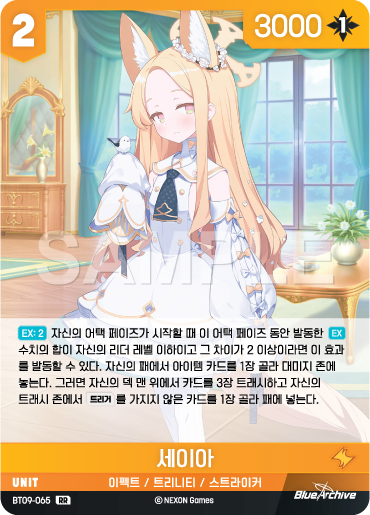 2
3000 1
SAMPLE
EX: 2 자신의 어택 페이즈가 시작할 때 이 어택 페이즈 동안 발동한 EX
수치의 합이 자신의 리더 레벨 이하이고 그 차이가 2 이상이라면 이 효과
를 발동할 수 있다. 자신의 패에서 아이템 카드를 1장 골라 대미지 존에
놓는다. 그러면 자신의 덱 맨 위에서 카드를 3장 트래시하고 자신의
트래시 존에서 트리거 를 가지지 않은 카드를 1장 골라 패에 넣는다.
세이아
UNIT 이펙트 / 트리니티 / 스트라이커
BT09-065 RR © NEXON Games BlueArchive